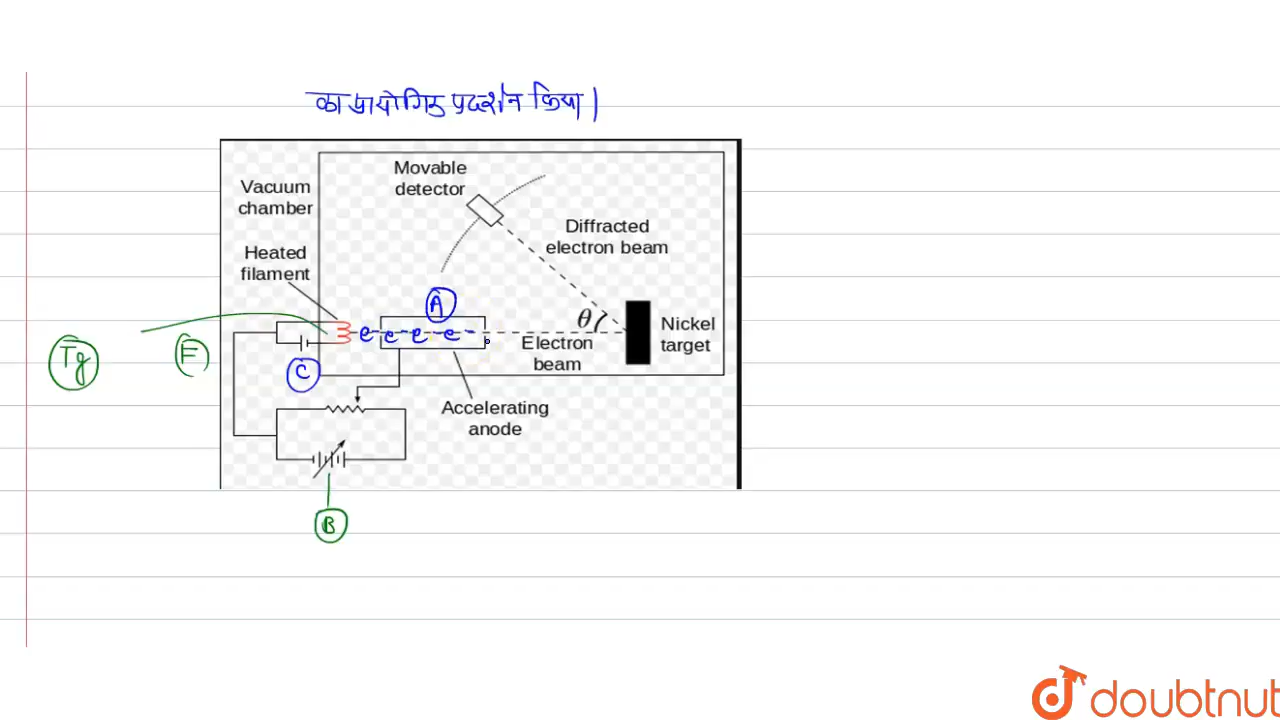 का प्रायोगिक प्रदर्शन किया।
Movable
detector
Vacuum
chamber
Diffracted
electron beam
Heated
filament
A
θ
e- e- e- e-
Nickel
target
Electron
beam
Tg
F
C
Accelerating
anode
B
doubtnut